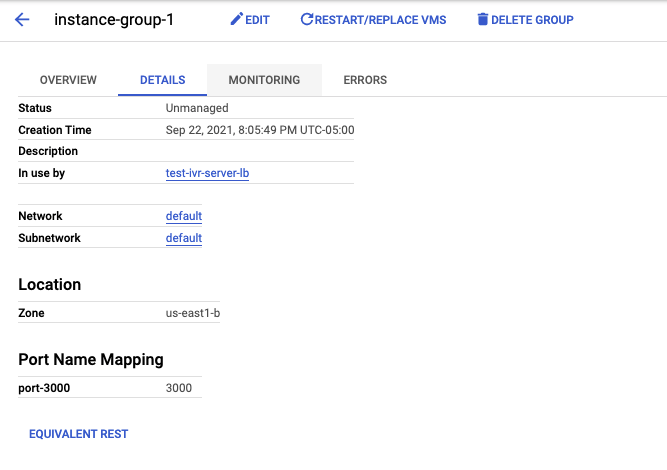 instance-group-1 EDIT RESTART/REPLACE VMS DELETE GROUP
OVERVIEW DETAILS MONITORING ERRORS
Status Unmanaged
Creation Time Sep 22, 2021, 8:05:49 PM UTC-05:00
Description
In use by test-ivr-server-lb
Network default
Subnetwork default
Location
Zone us-east1-b
Port Name Mapping
port-3000 3000
EQUIVALENT REST